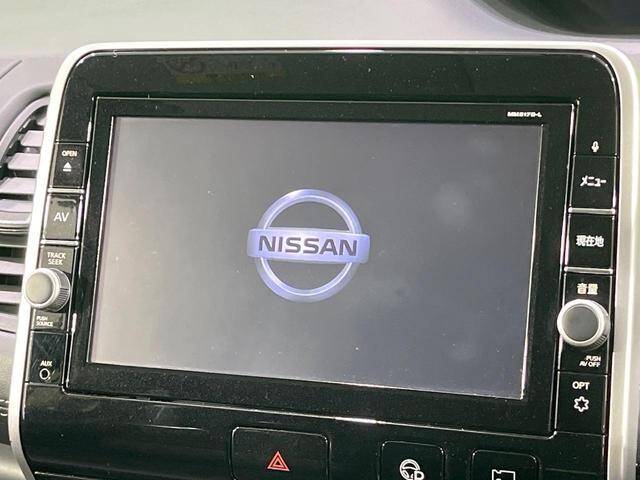 MM517D-L
OPEN
AV
TRACK
SEEK
PUSH
SOURCE
AUX
NISSAN
メニュー
現在地
音量
PUSH
AV OFF
OPT
P